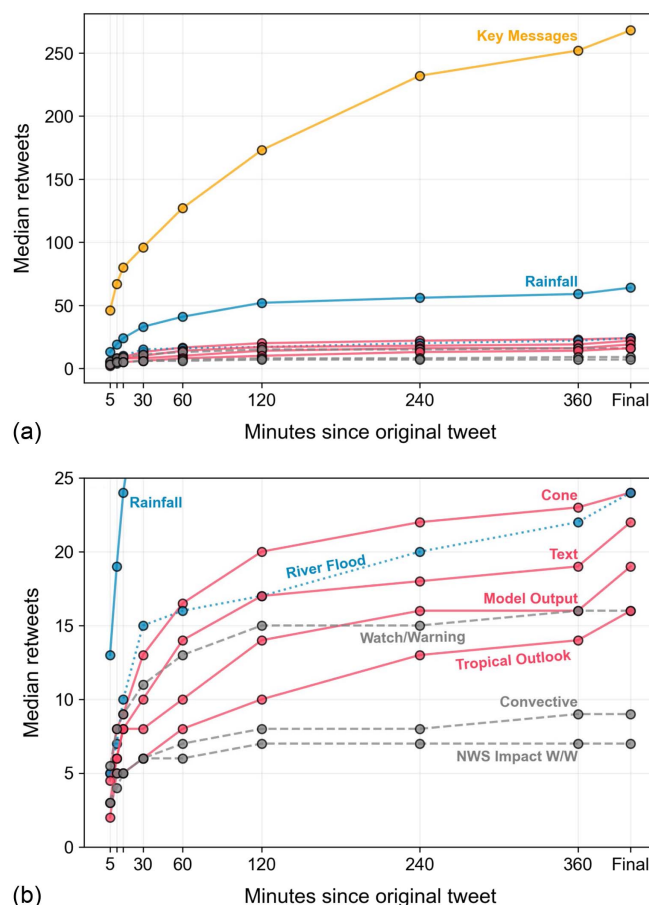 Key Messages
250
200
150
100
50
0
Median retweets
Rainfall
5 30 60 120 240 360 Final
(a) Minutes since original tweet
25
20
15
10
5
0
Median retweets
Rainfall
Cone
River Flood
Text
Model Output
Watch/Warning
Tropical Outlook
Convective
NWS Impact W/W
5 30 60 120 240 360 Final
(b) Minutes since original tweet